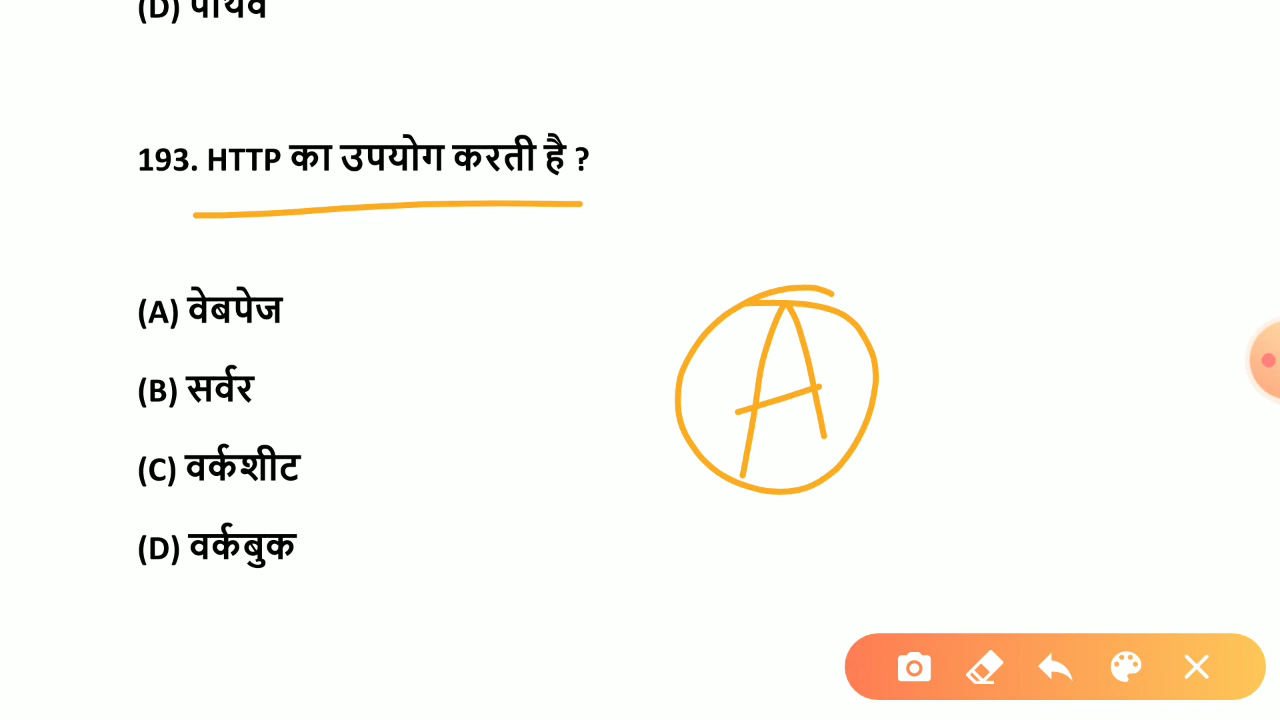 (D) पार्थिव
193. HTTP का उपयोग करती है ?
(A) वेबपेज
(B) सर्वर
(C) वर्कशीट
(D) वर्कबुक
A